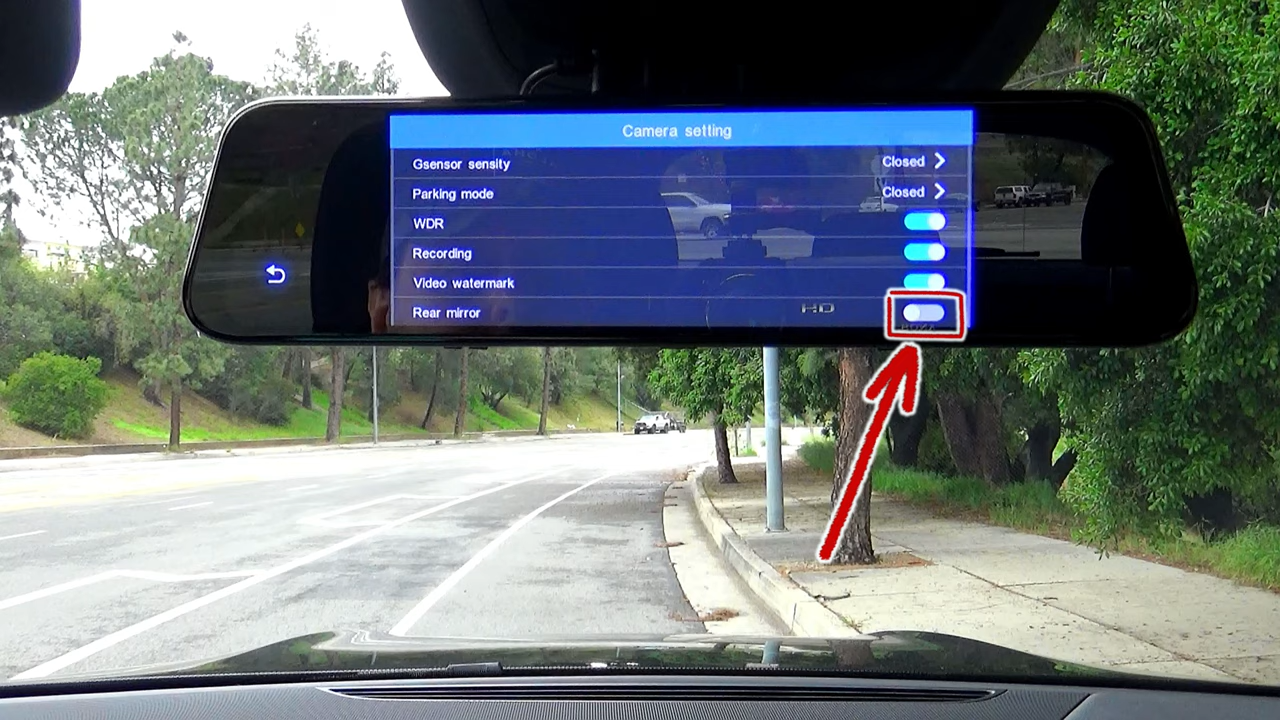 Camera setting
Gsensor sensity Closed
Parking mode Closed
WDR
Recording
Video watermark
Rear mirror
HD